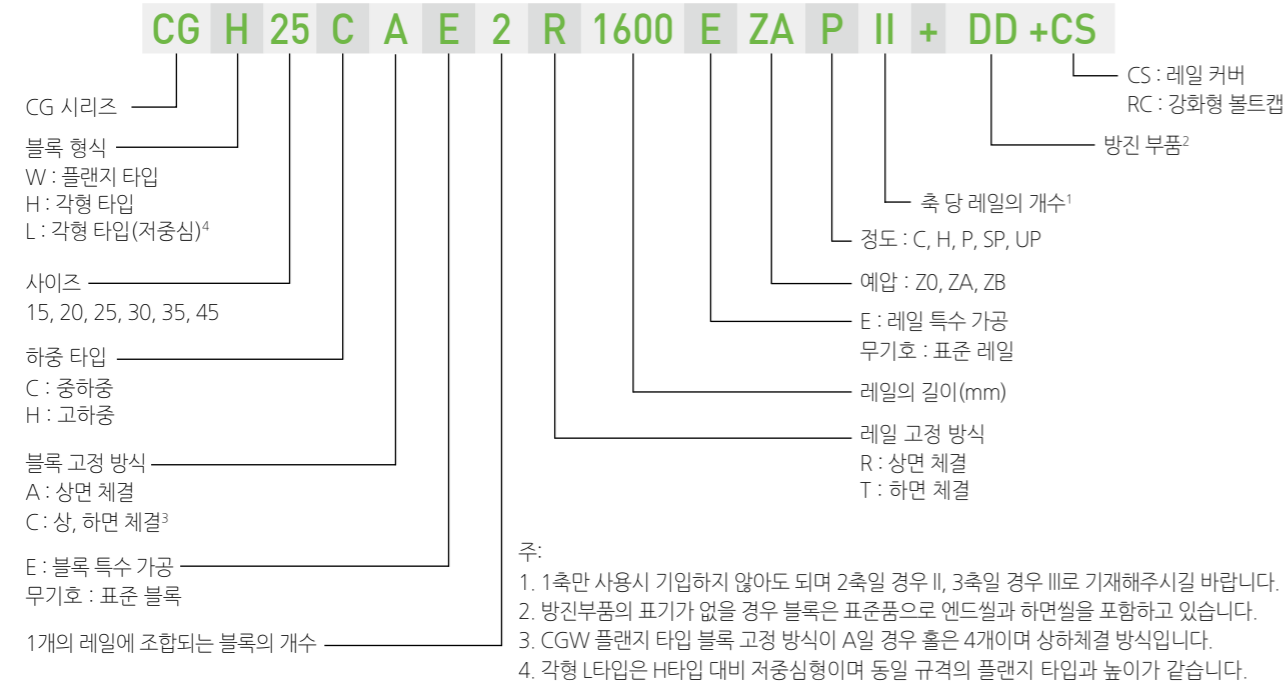 CG H 25 C A E 2 R 1600 E ZA P II + DD +CS
CG 시리즈
블록 형식
W : 플랜지 타입
H : 각형 타입
L : 각형 타입(저중심)4
사이즈
15, 20, 25, 30, 35, 45
하중 타입
C : 중하중
H : 고하중
블록 고정 방식
A : 상면 체결
C : 상, 하면 체결3
E : 블록 특수 가공
무기호 : 표준 블록
1개의 레일에 조합되는 블록의 개수
CS : 레일 커버
RC : 강화형 볼트캡
방진 부품2
축 당 레일의 개수1
정도 : C, H, P, SP, UP
예압 : Z0, ZA, ZB
E : 레일 특수 가공
무기호 : 표준 레일
레일의 길이(mm)
레일 고정 방식
R : 상면 체결
T : 하면 체결
주:
1. 1축만 사용시 기입하지 않아도 되며 2축일 경우 II, 3축일 경우 III로 기재해주시길 바랍니다.
2. 방진부품의 표기가 없을 경우 블록은 표준품으로 엔드씰과 하면씰을 포함하고 있습니다.
3. CGW 플랜지 타입 블록 고정 방식이 A일 경우 홀은 4개이며 상하체결 방식입니다.
4. 각형 L타입은 H타입 대비 저중심형이며 동일 규격의 플랜지 타입과 높이가 같습니다.